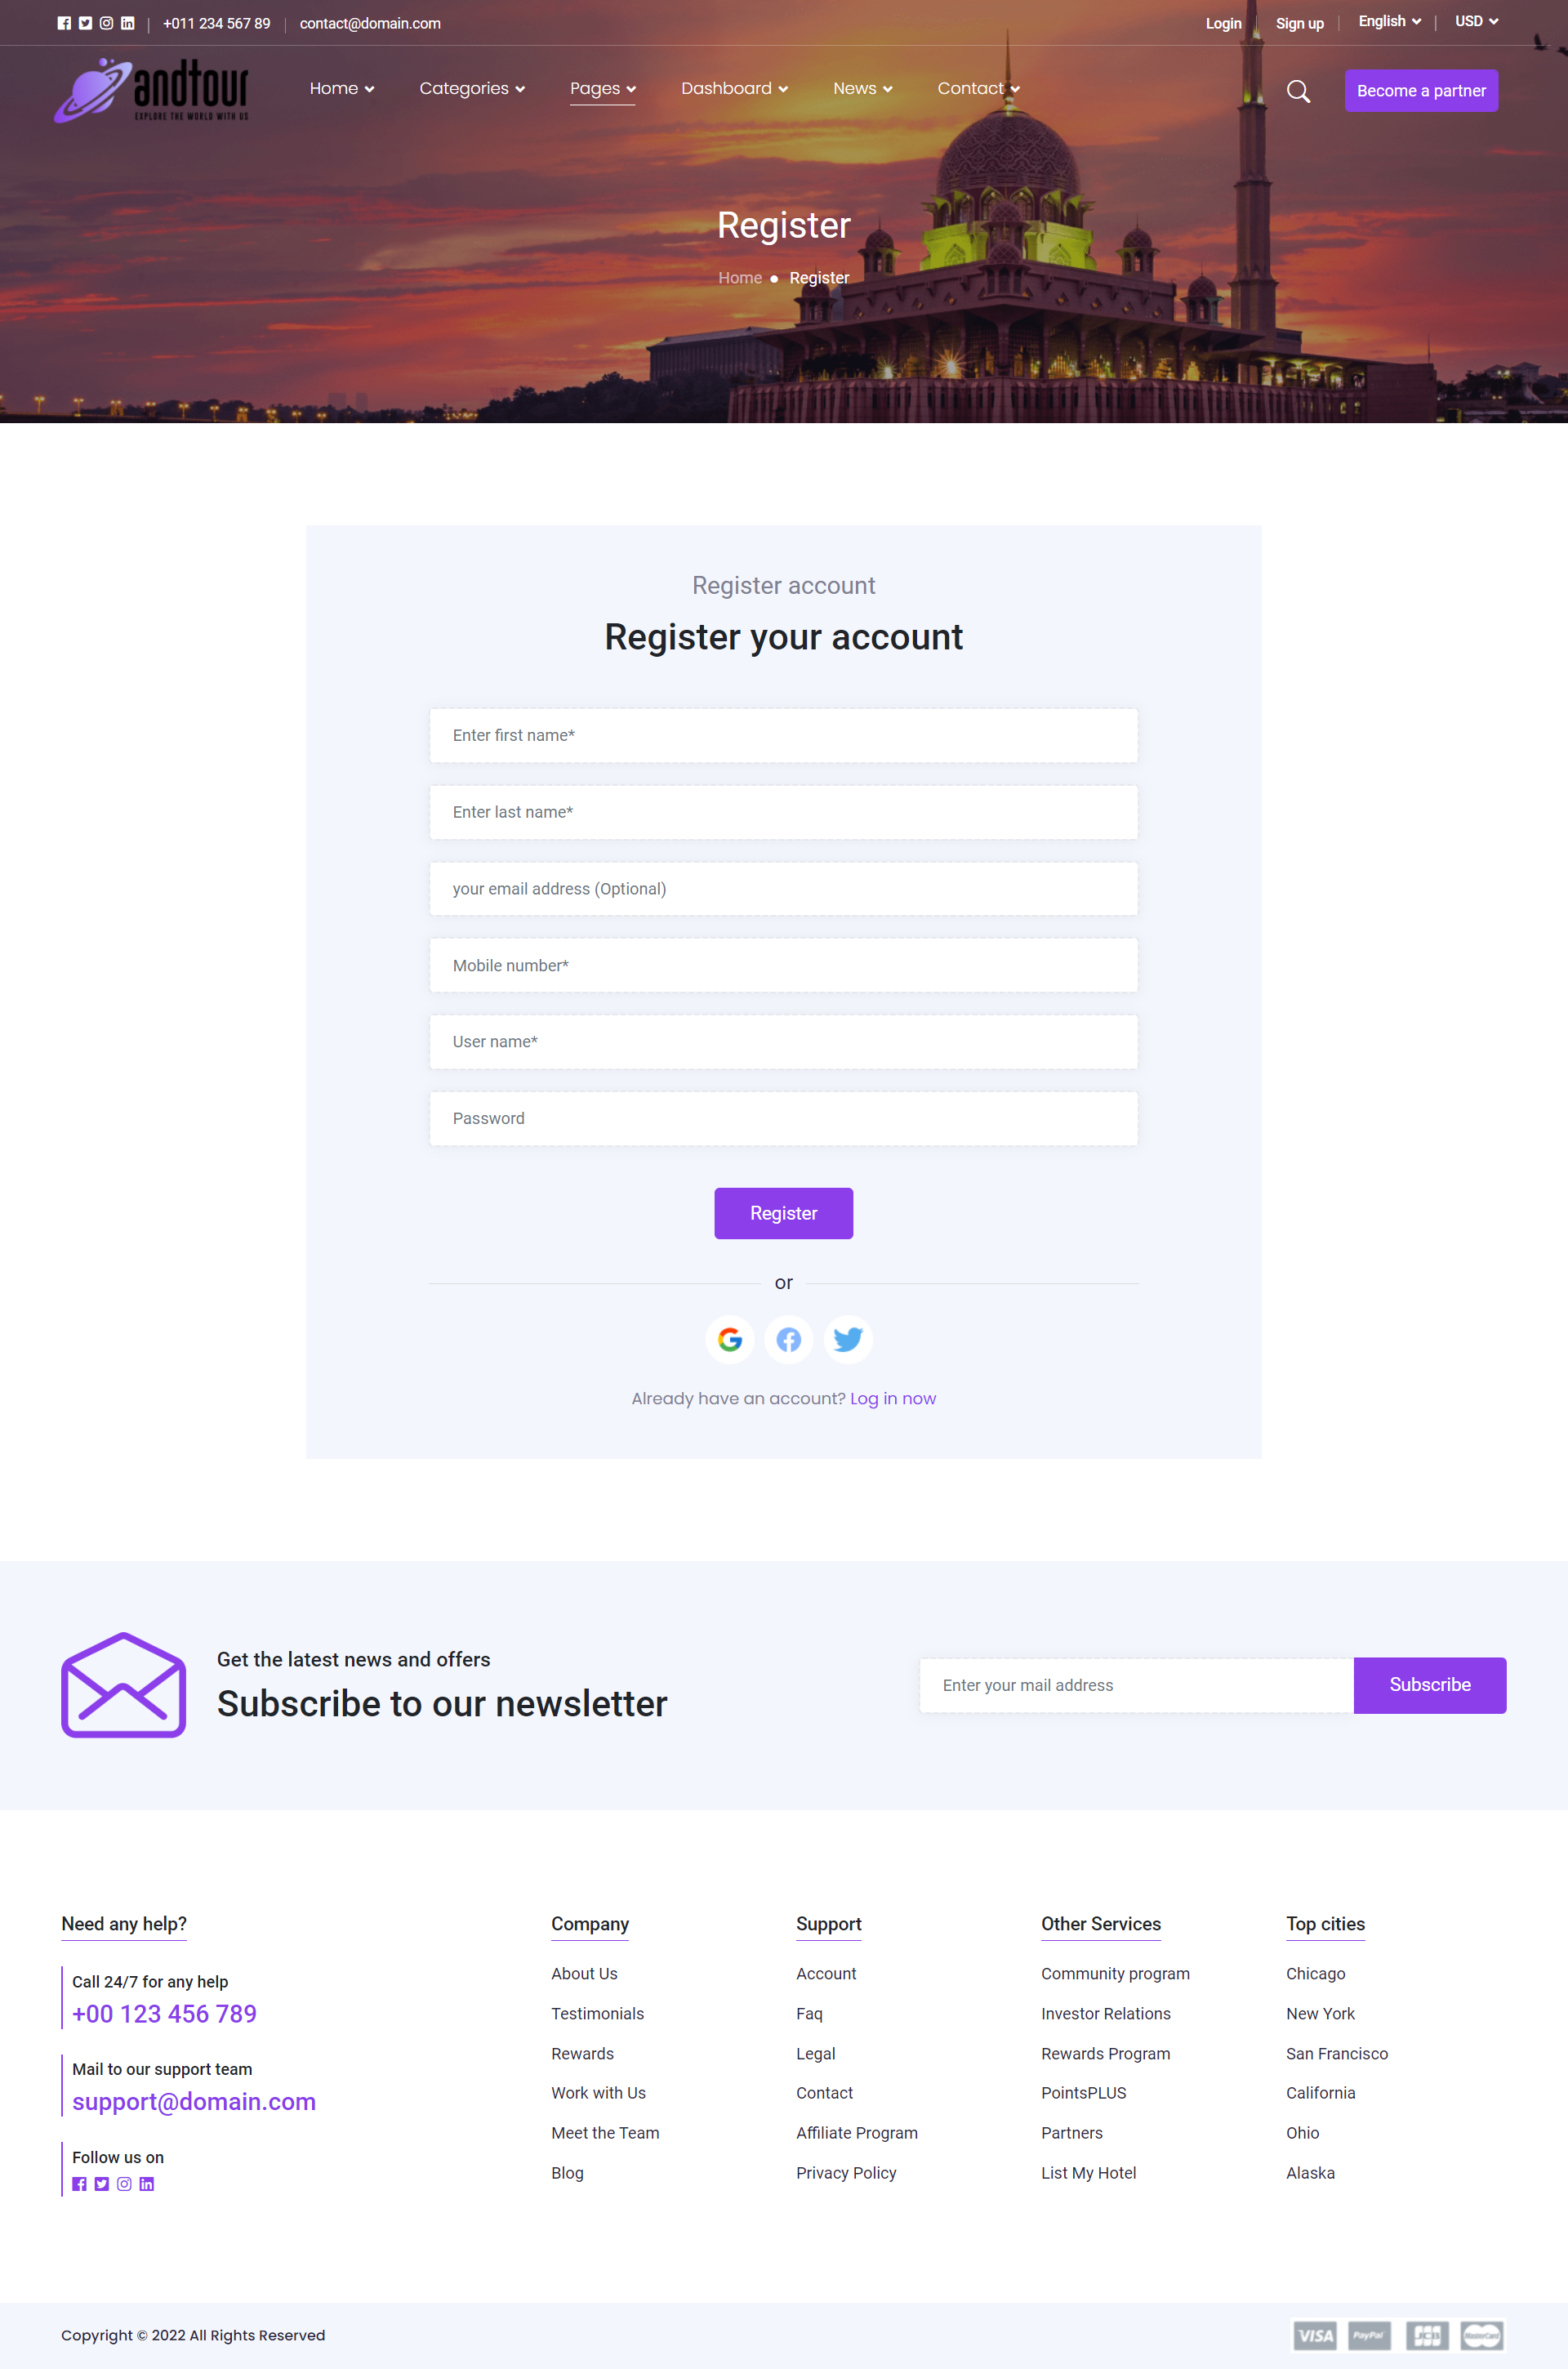 +011 234 567 89 contact@domain.com Login Sign up English USD
andtour
EXPLORE THE WORLD WITH US
Home Categories Pages Dashboard News Contact Become a partner
Register
Home Register
Register account
Register your account
Enter first name*
Enter last name*
your email address (Optional)
Mobile number*
User name*
Password
Register
or
Already have an account? Log in now
Get the latest news and offers
Subscribe to our newsletter
Enter your mail address Subscribe
Need any help?
Call 24/7 for any help
+00 123 456 789
Mail to our support team
support@domain.com
Follow us on
Company
About Us
Testimonials
Rewards
Work with Us
Meet the Team
Blog
Support
Account
Faq
Legal
Contact
Affiliate Program
Privacy Policy
Other Services
Community program
Investor Relations
Rewards Program
PointsPLUS
Partners
List My Hotel
Top cities
Chicago
New York
San Francisco
California
Ohio
Alaska
Copyright © 2022 All Rights Reserved VISA PayPal JCB MasterCard